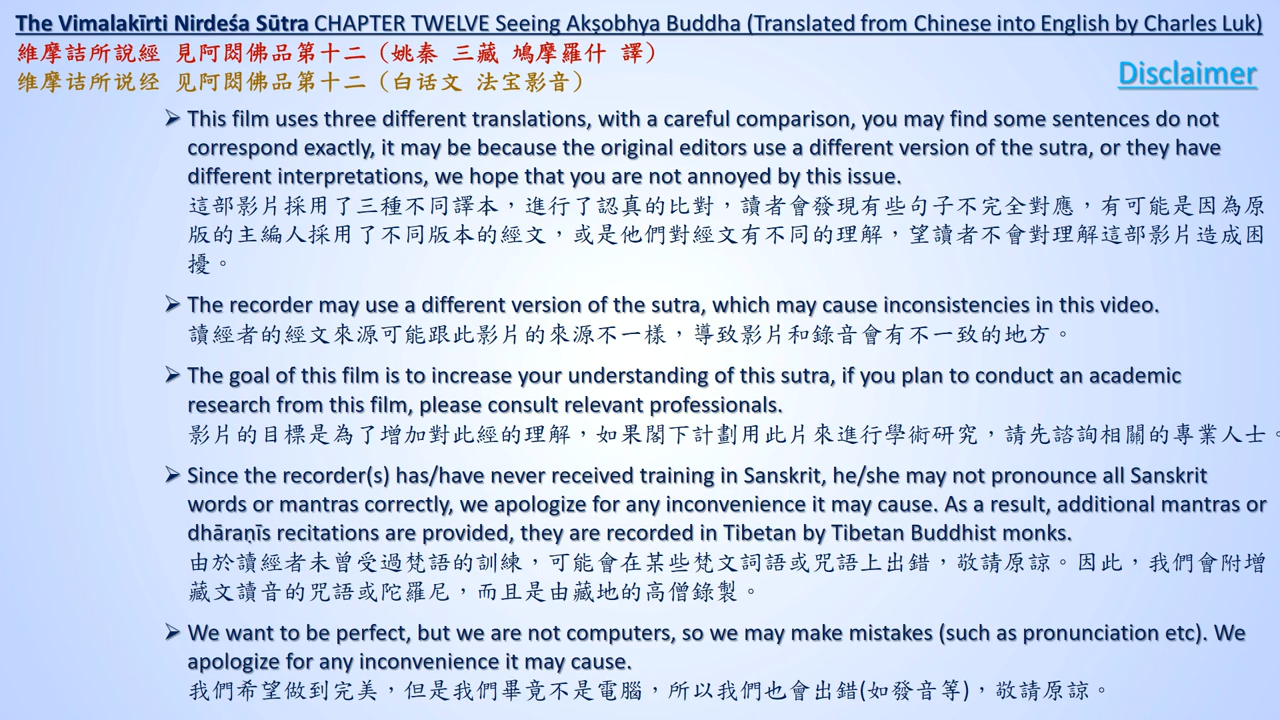 The Vimalakīrti Nirdeśa Sūtra CHAPTER TWELVE Seeing Akṣobhya Buddha (Translated from Chinese into English by Charles Luk)
維摩詰所說經 見阿閦佛品第十二（姚秦 三藏 鳩摩羅什 譯）
维摩诘所说经 见阿閦佛品第十二（白话文 法宝影音）
Disclaimer
➢ This film uses three different translations, with a careful comparison, you may find some sentences do not
correspond exactly, it may be because the original editors use a different version of the sutra, or they have
different interpretations, we hope that you are not annoyed by this issue.
這部影片採用了三種不同譯本，進行了認真的比對，讀者會發現有些句子不完全對應，有可能是因為原
版的主編人採用了不同版本的經文，或是他們對經文有不同的理解，望讀者不會對理解這部影片造成困
擾。
➢ The recorder may use a different version of the sutra, which may cause inconsistencies in this video.
讀經者的經文來源可能跟此影片的來源不一樣，導致影片和錄音會有不一致的地方。
➢ The goal of this film is to increase your understanding of this sutra, if you plan to conduct an academic
research from this film, please consult relevant professionals.
影片的目標是為了增加對此經的理解，如果閣下計劃用此片來進行學術研究，請先諮詢相關的專業人士。
➢ Since the recorder(s) has/have never received training in Sanskrit, he/she may not pronounce all Sanskrit
words or mantras correctly, we apologize for any inconvenience it may cause. As a result, additional mantras or
dhāraṇīs recitations are provided, they are recorded in Tibetan by Tibetan Buddhist monks.
由於讀經者未曾受過梵語的訓練，可能會在某些梵文詞語或咒語上出錯，敬請原諒。因此，我們會附增
藏文讀音的咒語或陀羅尼，而且是由藏地的高僧錄製。
➢ We want to be perfect, but we are not computers, so we may make mistakes (such as pronunciation etc). We
apologize for any inconvenience it may cause.
我們希望做到完美，但是我們畢竟不是電腦，所以我們也會出錯(如發音等)，敬請原諒。